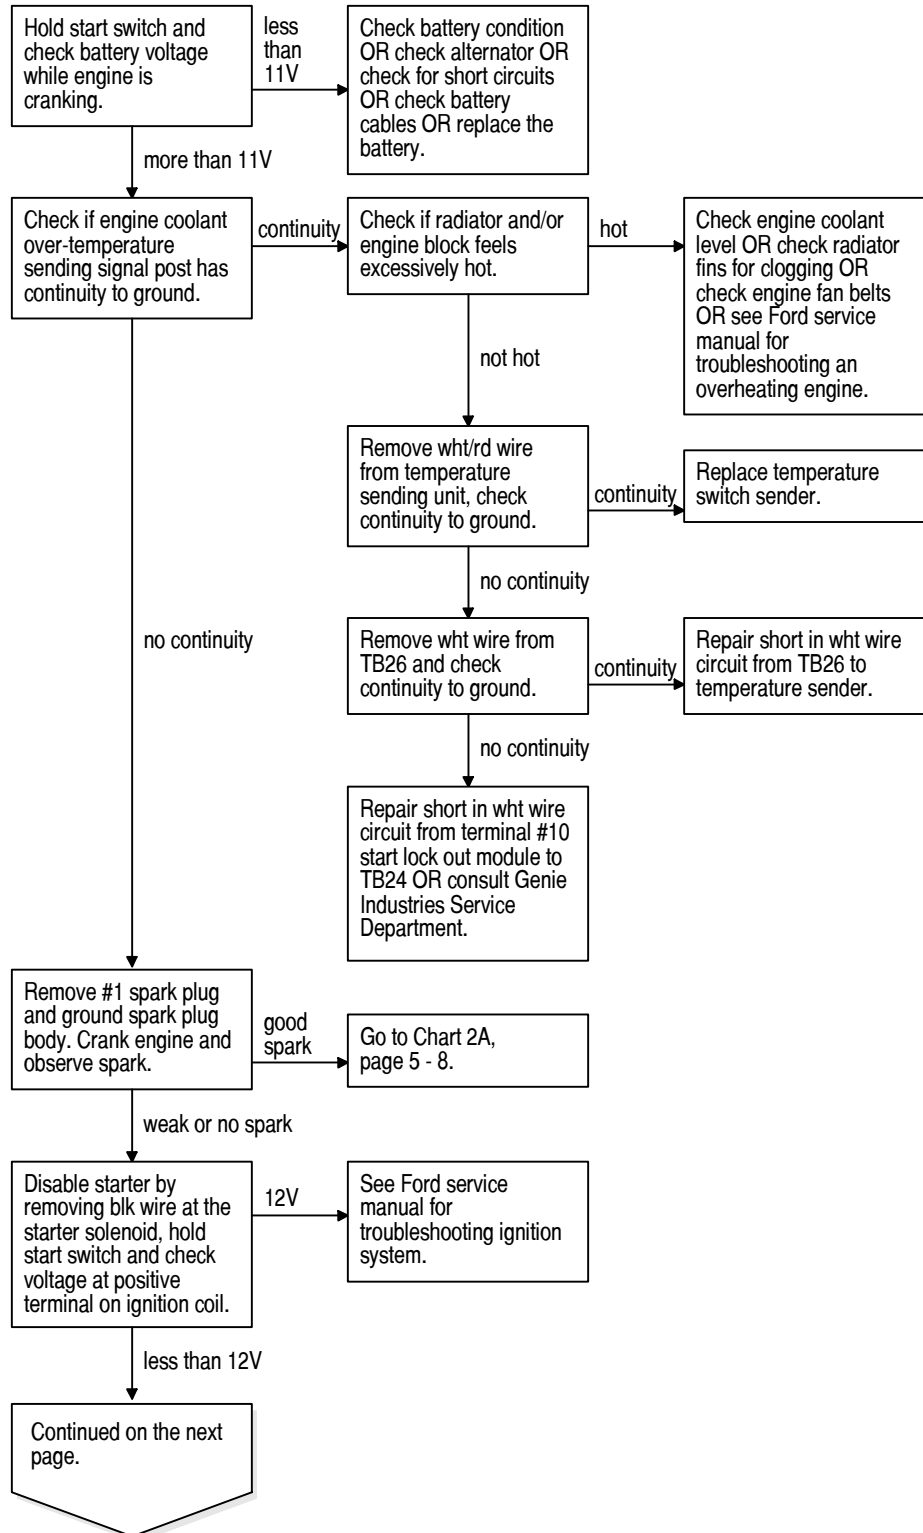 Hold start switch and
check battery voltage
while engine is
cranking.
less
than
11V
Check battery condition
OR check alternator OR
check for short circuits
OR check battery
cables OR replace the
battery.
more than 11V
Check if engine coolant
over-temperature
sending signal post has
continuity to ground.
continuity
Check if radiator and/or
engine block feels
excessively hot.
hot
Check engine coolant
level OR check radiator
fins for clogging OR
check engine fan belts
OR see Ford service
manual for
troubleshooting an
overheating engine.
not hot
Remove wht/rd wire
from temperature
sending unit, check
continuity to ground.
continuity
Replace temperature
switch sender.
no continuity
no continuity
Remove wht wire from
TB26 and check
continuity to ground.
continuity
Repair short in wht wire
circuit from TB26 to
temperature sender.
no continuity
Repair short in wht wire
circuit from terminal #10
start lock out module to
TB24 OR consult Genie
Industries Service
Department.
Remove #1 spark plug
and ground spark plug
body. Crank engine and
observe spark.
good
spark
Go to Chart 2A,
page 5 - 8.
weak or no spark
Disable starter by
removing blk wire at the
starter solenoid, hold
start switch and check
voltage at positive
terminal on ignition coil.
12V
See Ford service
manual for
troubleshooting ignition
system.
less than 12V
Continued on the next
page.